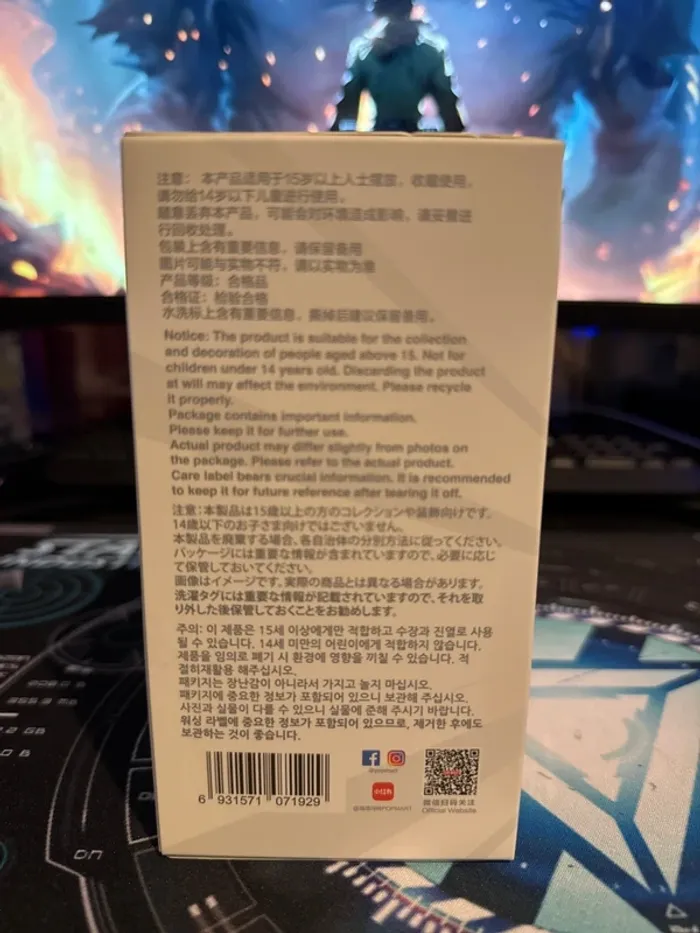 注意: 本产品适用于15岁以上人士摆放、收藏使用。
请勿给14岁以下儿童进行使用。
随意丢弃本产品，可能会对环境造成影响，请妥善进
行回收处理。
包装上含有重要信息，请保留备用
图片可能与实物不符，请以实物为准
产品等级: 合格品
合格证: 检验合格
水洗标上含有重要信息，撕掉后建议保留备用。
Notice: The product is suitable for the collection
and decoration of people aged above 15. Not for
children under 14 years old. Discarding the product
at will may affect the environment. Please recycle
it properly.
Package contains important information.
Please keep it for further use.
Actual product may differ slightly from photos on
the package. Please refer to the actual product.
Care label bears crucial information. It is recommended
to keep it for future reference after tearing it off.
注意:本製品は15歳以上の方のコレクションや装飾向けです。
14歳以下のお子さま向けではございません。
本製品を廃棄する場合、各自治体の分別方法に従ってください。
パッケージには重要な情報が含まれていますので、必要に応じ
て保管しておいてください。
画像はイメージです。実際の商品とは異なる場合があります。
洗濯タグには重要な情報が記載されていますので、それを取
り外した後保管しておくことをお勧めします。
주의: 이 제품은 15세 이상에게만 적합하고 수장과 진열로 사용
될 수 있습니다. 14세 미만의 어린이에게 적합하지 않습니다.
제품을 임의로 폐기 시 환경에 영향을 끼칠 수 있습니다. 적
절히재활용 해주십시오.
패키지는 장난감이 아니라서 가지고 놀지 마십시오.
패키지에 중요한 정보가 포함되어 있으니 보관해 주십시오.
사진과 실물이 다를 수 있으니 실물에 준해 주시기 바랍니다.
워싱 라벨에 중요한 정보가 포함되어 있으므로, 제거한 후에도
보관하는 것이 좋습니다.
6 931571 071929
小红书
微信扫码关注
Official Website